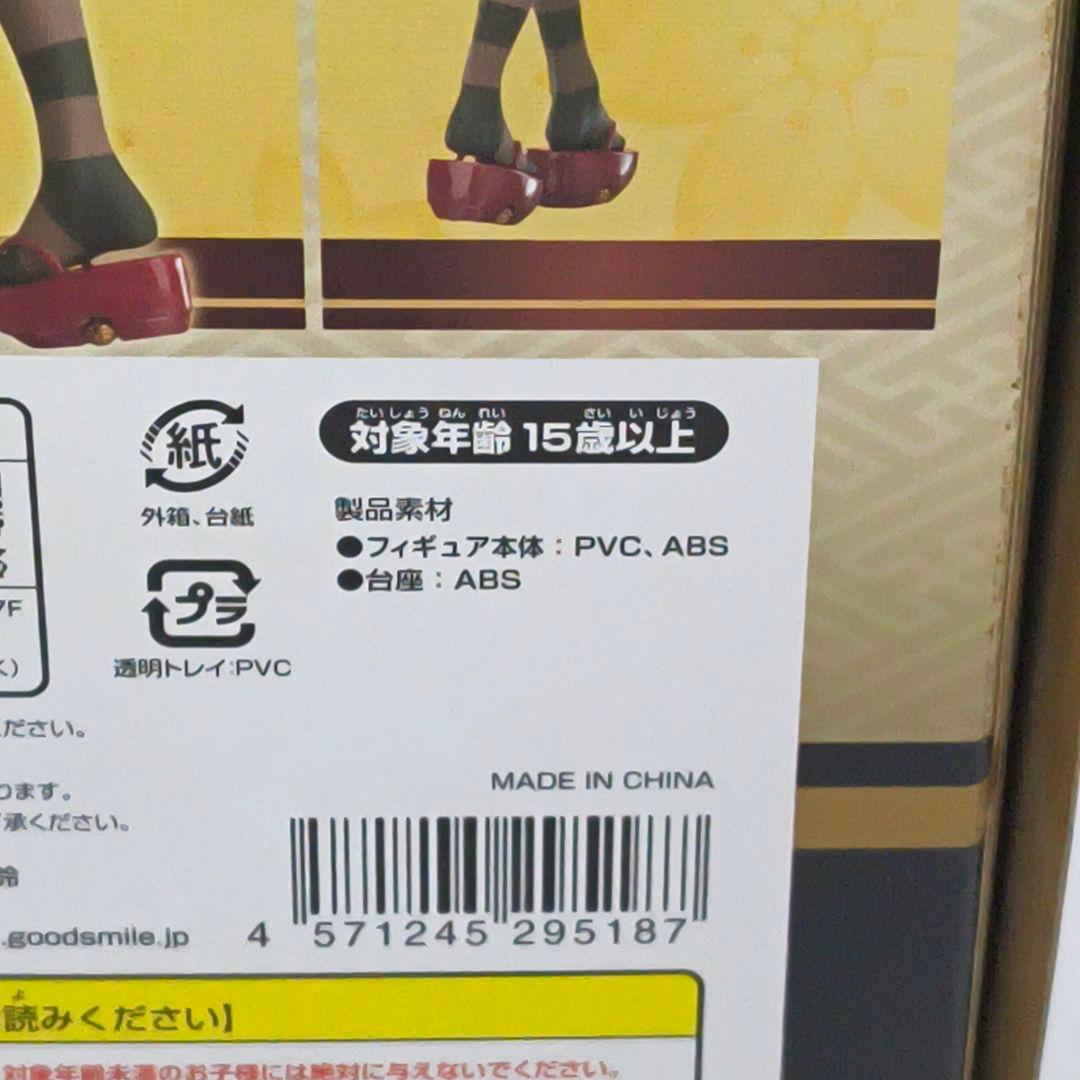 紙
外箱、台紙
プラ
透明トレイ:PVC
たいしょう ねん れい さい い じょう
対象年齢15歳以上
製品素材
●フィギュア本体：PVC、ABS
●台座：ABS
7F
ください。
ります。
承ください。
.goodsmile.jp
MADE IN CHINA
4 571245 295187
よ
読みください】
対象年齢未満のお子様には絶対に与えないでください。